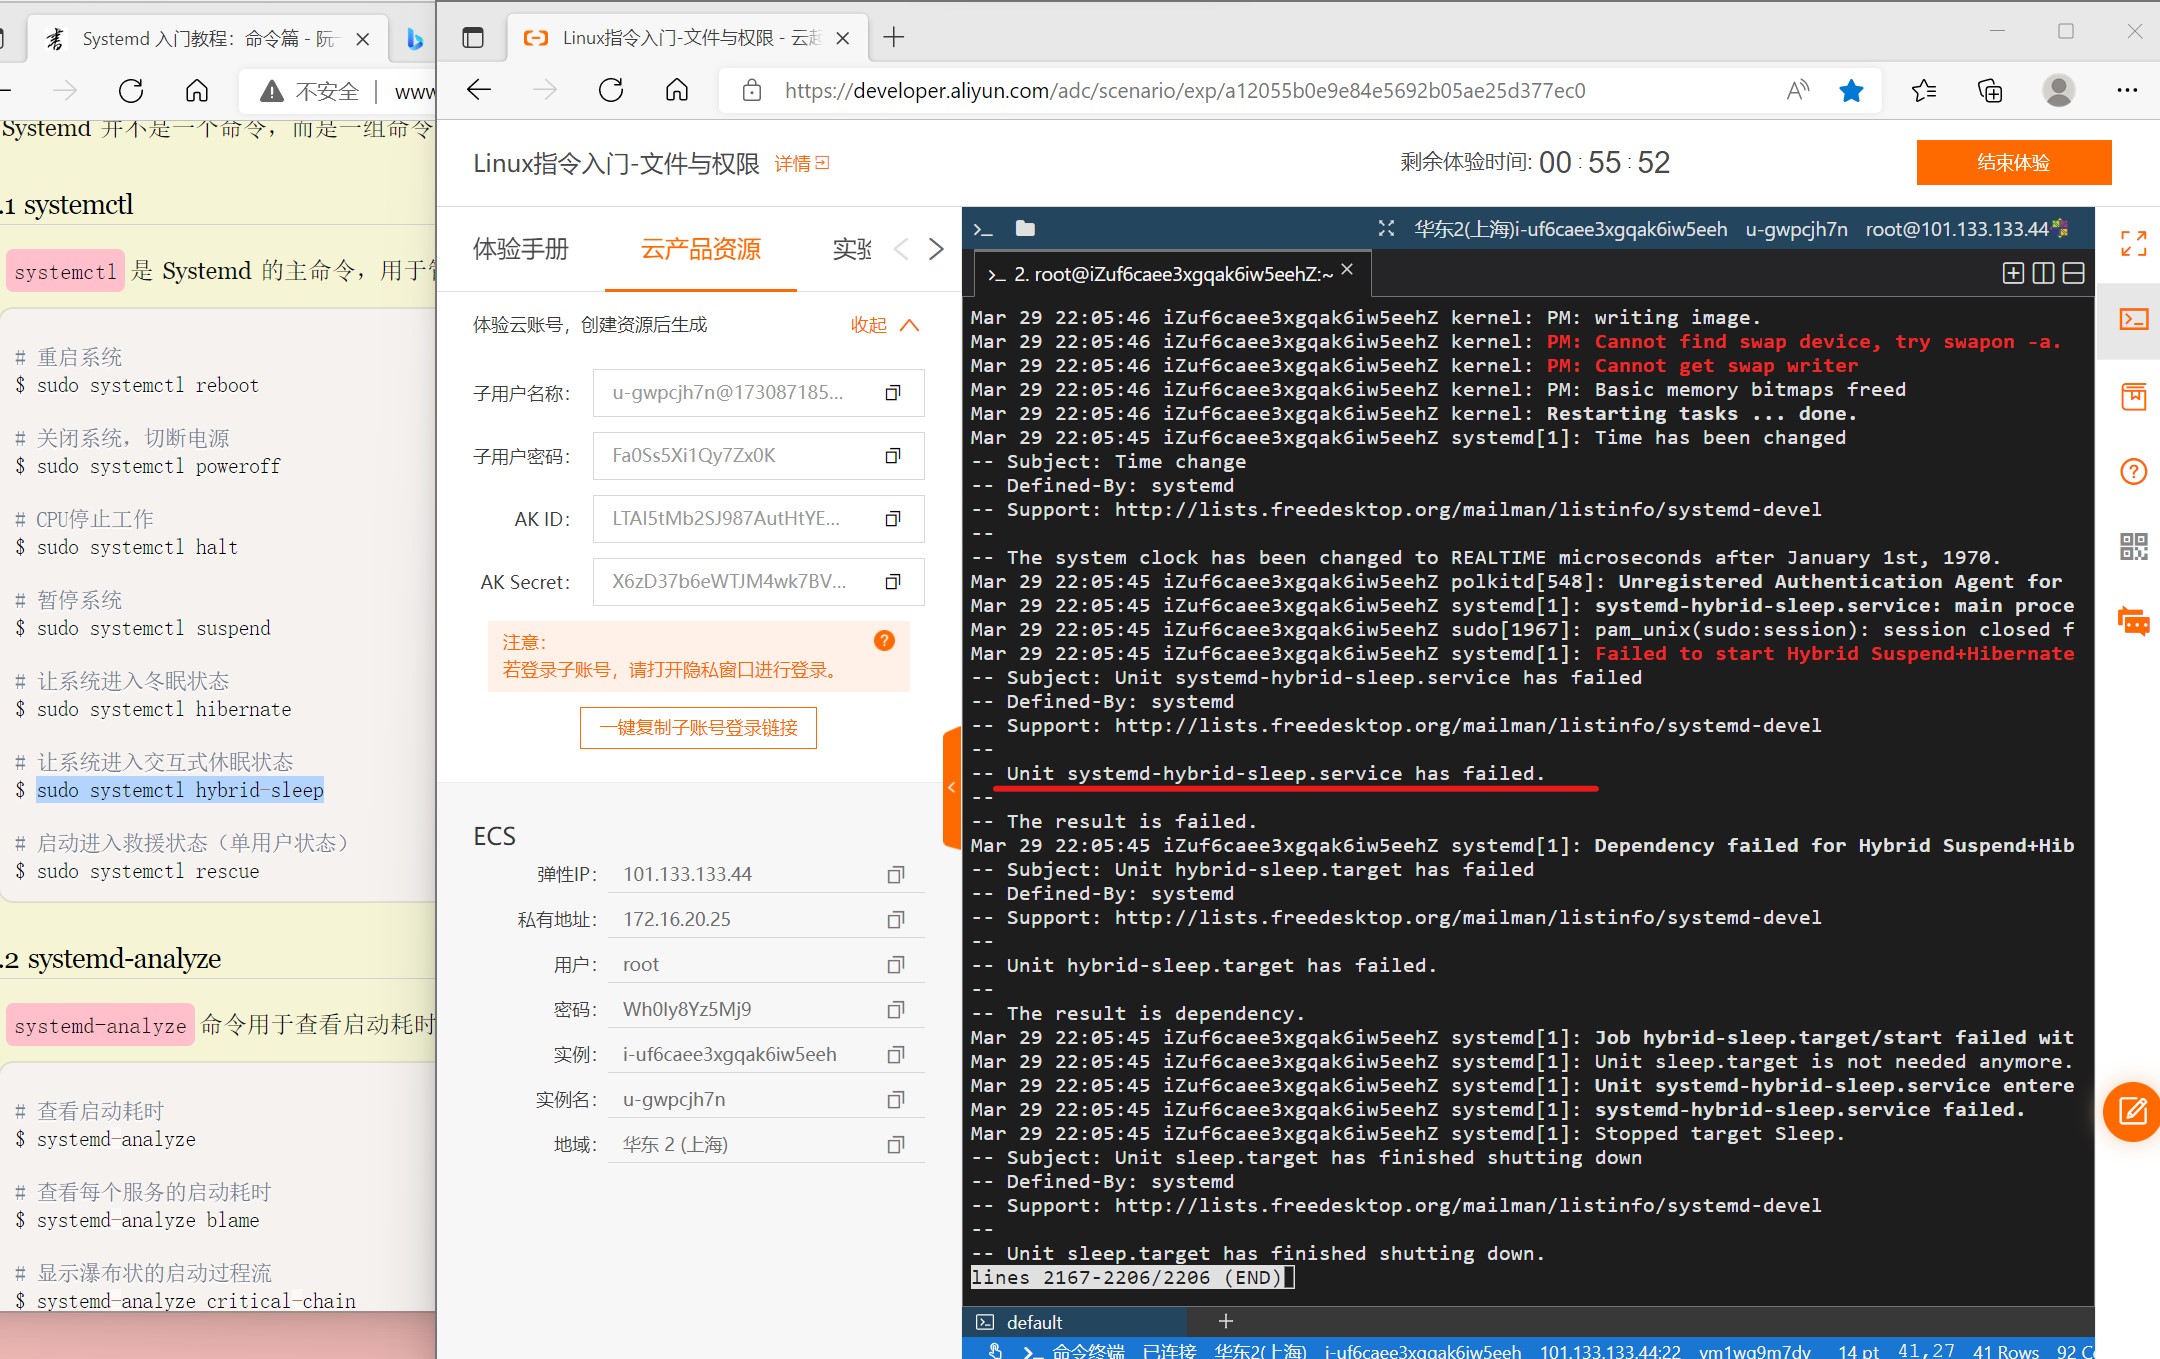 Systemd 入门教程：命令篇 - 阮一
不安全
www
Systemd 并不是一个命令，而是一组命令
.1 systemctl
systemctl 是 Systemd 的主命令，用于管
# 重启系统
$ sudo systemctl reboot
# 关闭系统，切断电源
$ sudo systemctl poweroff
# CPU停止工作
$ sudo systemctl halt
# 暂停系统
$ sudo systemctl suspend
# 让系统进入冬眠状态
$ sudo systemctl hibernate
# 让系统进入交互式休眠状态
$ sudo systemctl hybrid-sleep
# 启动进入救援状态（单用户状态）
$ sudo systemctl rescue
.2 systemd-analyze
systemd-analyze 命令用于查看启动耗时
# 查看启动耗时
$ systemd-analyze
# 查看每个服务的启动耗时
$ systemd-analyze blame
# 显示瀑布状的启动过程流
$ systemd-analyze critical-chain
Linux指令入门-文件与权限 - 云起
https://developer.aliyun.com/adc/scenario/exp/a12055b0e9e84e5692b05ae25d377ec0
Linux指令入门-文件与权限 详情
剩余体验时间: 00 : 55 : 52
结束体验
体验手册 云产品资源 实验
体验云账号，创建资源后生成 收起
子用户名称： u-gwpcjh7n@173087185...
子用户密码： Fa0Ss5Xi1Qy7Zx0K
AK ID： LTAI5tMb2SJ987AutHtYE...
AK Secret： X6zD37b6eWTJM4wk7BV...
注意：
若登录子账号，请打开隐私窗口进行登录。
一键复制子账号登录链接
ECS
弹性IP： 101.133.133.44
私有地址： 172.16.20.25
用户： root
密码： Wh0Iy8Yz5Mj9
实例： i-uf6caee3xgqak6iw5eeh
实例名： u-gwpcjh7n
地域： 华东 2 (上海)
华东2(上海)i-uf6caee3xgqak6iw5eeh u-gwpcjh7n root@101.133.133.44
2. root@iZuf6caee3xgqak6iw5eehZ:~
Mar 29 22:05:46 iZuf6caee3xgqak6iw5eehZ kernel: PM: writing image.
Mar 29 22:05:46 iZuf6caee3xgqak6iw5eehZ kernel: PM: Cannot find swap device, try swapon -a.
Mar 29 22:05:46 iZuf6caee3xgqak6iw5eehZ kernel: PM: Cannot get swap writer
Mar 29 22:05:46 iZuf6caee3xgqak6iw5eehZ kernel: PM: Basic memory bitmaps freed
Mar 29 22:05:46 iZuf6caee3xgqak6iw5eehZ kernel: Restarting tasks ... done.
Mar 29 22:05:45 iZuf6caee3xgqak6iw5eehZ systemd[1]: Time has been changed
-- Subject: Time change
-- Defined-By: systemd
-- Support: http://lists.freedesktop.org/mailman/listinfo/systemd-devel
--
-- The system clock has been changed to REALTIME microseconds after January 1st, 1970.
Mar 29 22:05:45 iZuf6caee3xgqak6iw5eehZ polkitd[548]: Unregistered Authentication Agent for
Mar 29 22:05:45 iZuf6caee3xgqak6iw5eehZ systemd[1]: systemd-hybrid-sleep.service: main proce
Mar 29 22:05:45 iZuf6caee3xgqak6iw5eehZ sudo[1967]: pam_unix(sudo:session): session closed f
Mar 29 22:05:45 iZuf6caee3xgqak6iw5eehZ systemd[1]: Failed to start Hybrid Suspend+Hibernate
-- Subject: Unit systemd-hybrid-sleep.service has failed
-- Defined-By: systemd
-- Support: http://lists.freedesktop.org/mailman/listinfo/systemd-devel
--
-- Unit systemd-hybrid-sleep.service has failed.
--
-- The result is failed.
Mar 29 22:05:45 iZuf6caee3xgqak6iw5eehZ systemd[1]: Dependency failed for Hybrid Suspend+Hib
-- Subject: Unit hybrid-sleep.target has failed
-- Defined-By: systemd
-- Support: http://lists.freedesktop.org/mailman/listinfo/systemd-devel
--
-- Unit hybrid-sleep.target has failed.
--
-- The result is dependency.
Mar 29 22:05:45 iZuf6caee3xgqak6iw5eehZ systemd[1]: Job hybrid-sleep.target/start failed wit
Mar 29 22:05:45 iZuf6caee3xgqak6iw5eehZ systemd[1]: Unit sleep.target is not needed anymore.
Mar 29 22:05:45 iZuf6caee3xgqak6iw5eehZ systemd[1]: Unit systemd-hybrid-sleep.service entere
Mar 29 22:05:45 iZuf6caee3xgqak6iw5eehZ systemd[1]: systemd-hybrid-sleep.service failed.
Mar 29 22:05:45 iZuf6caee3xgqak6iw5eehZ systemd[1]: Stopped target Sleep.
-- Subject: Unit sleep.target has finished shutting down
-- Defined-By: systemd
-- Support: http://lists.freedesktop.org/mailman/listinfo/systemd-devel
--
-- Unit sleep.target has finished shutting down.
lines 2167-2206/2206 (END)
default
命令终端 已连接 华东2(上海) i-uf6caee3xgqak6iw5eeh 101.133.133.44:22 vm1wg9m7dy 14 pt 41,27 41 Rows 92 Co